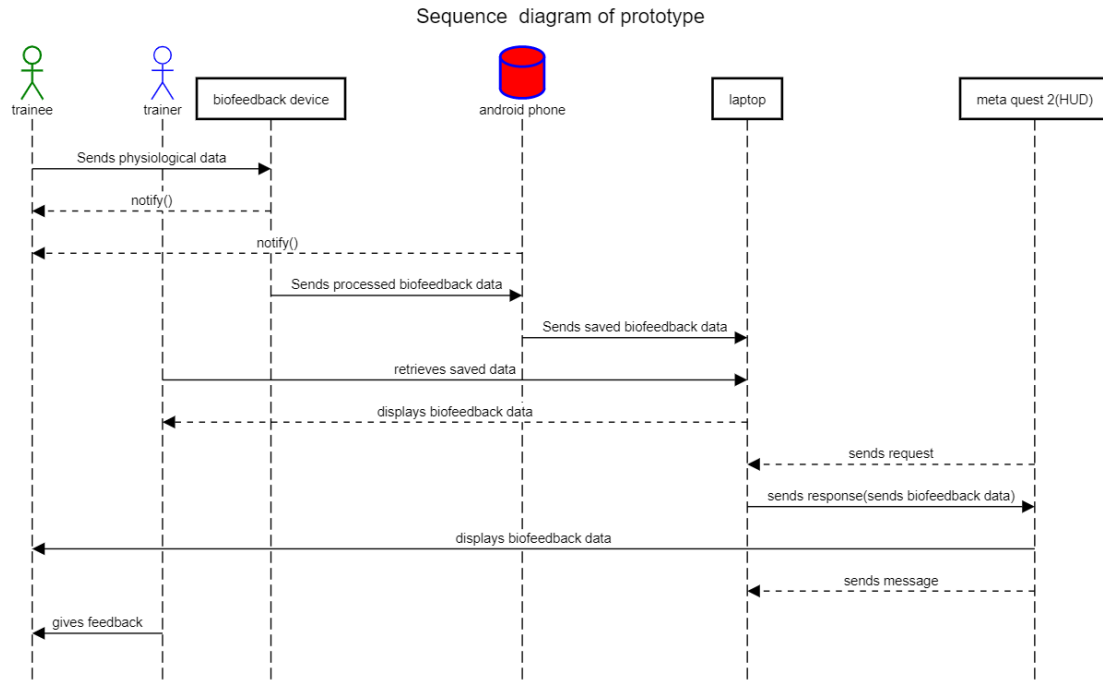 Sequence diagram of prototype
trainee
trainer
biofeedback device
android phone
laptop
meta quest 2(HUD)
Sends physiological data
notify()
notify()
Sends processed biofeedback data
Sends saved biofeedback data
retrieves saved data
displays biofeedback data
sends request
sends response(sends biofeedback data)
displays biofeedback data
sends message
gives feedback